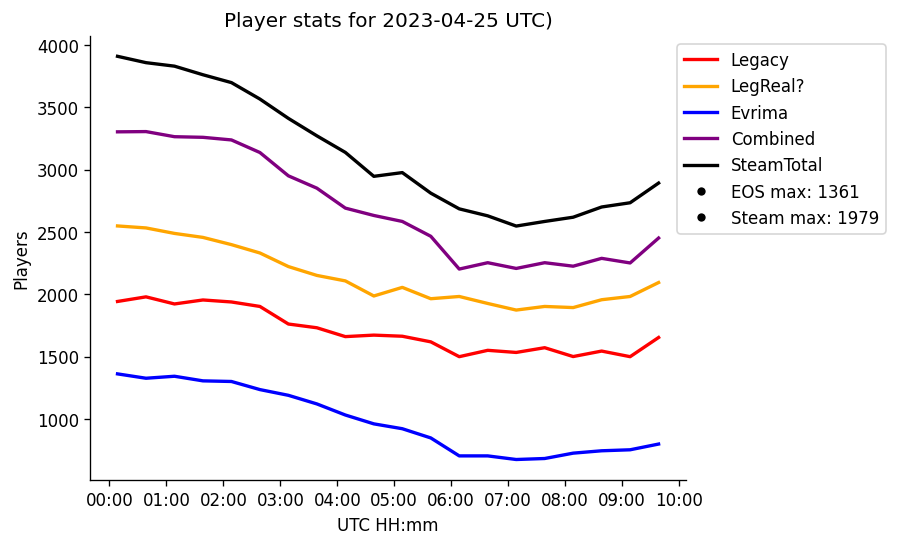 Player stats for 2023-04-25 UTC)
4000
3500
3000
2500
2000
1500
1000
Players
00:00 01:00 02:00 03:00 04:00 05:00 06:00 07:00 08:00 09:00 10:00
UTC HH:mm
Legacy
LegReal?
Evrima
Combined
SteamTotal
EOS max: 1361
Steam max: 1979